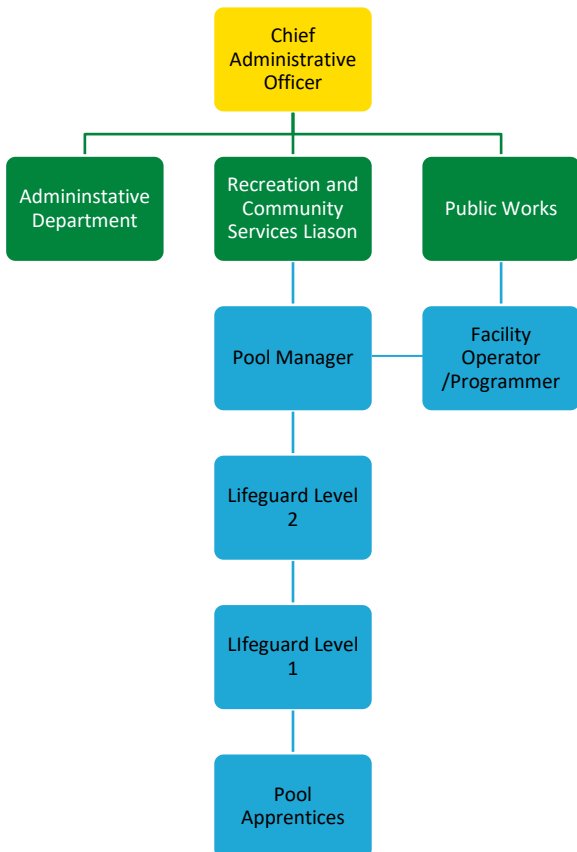 Chief
Administrative
Officer
Admininstative
Department
Recreation and
Community
Services Liason
Public Works
Pool Manager
Facility
Operator
/Programmer
Lifeguard Level
2
LIfeguard Level
1
Pool
Apprentices